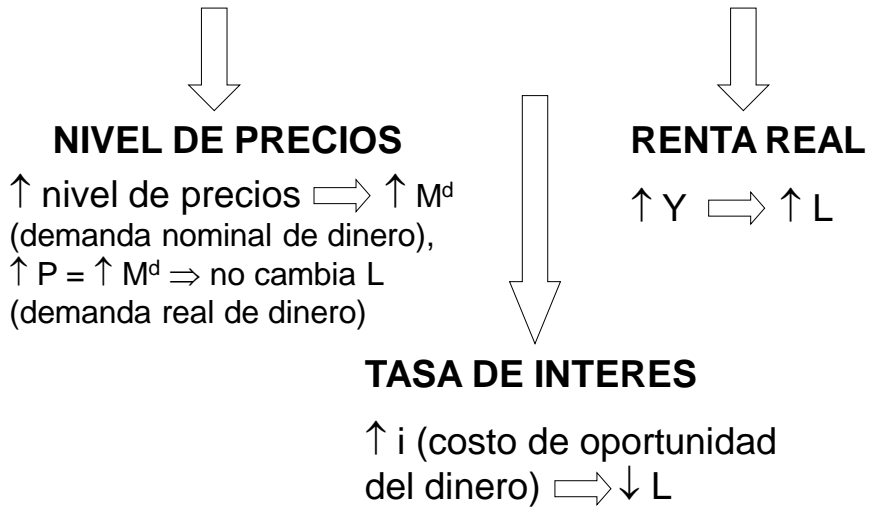 NIVEL DE PRECIOS
↑ nivel de precios ⇨ ↑ Mᵈ
(demanda nominal de dinero),
↑ P = ↑ Mᵈ ⇒ no cambia L
(demanda real de dinero)
RENTA REAL
↑ Y ⇨ ↑ L
TASA DE INTERES
↑ i (costo de oportunidad
del dinero) ⇨ ↓ L